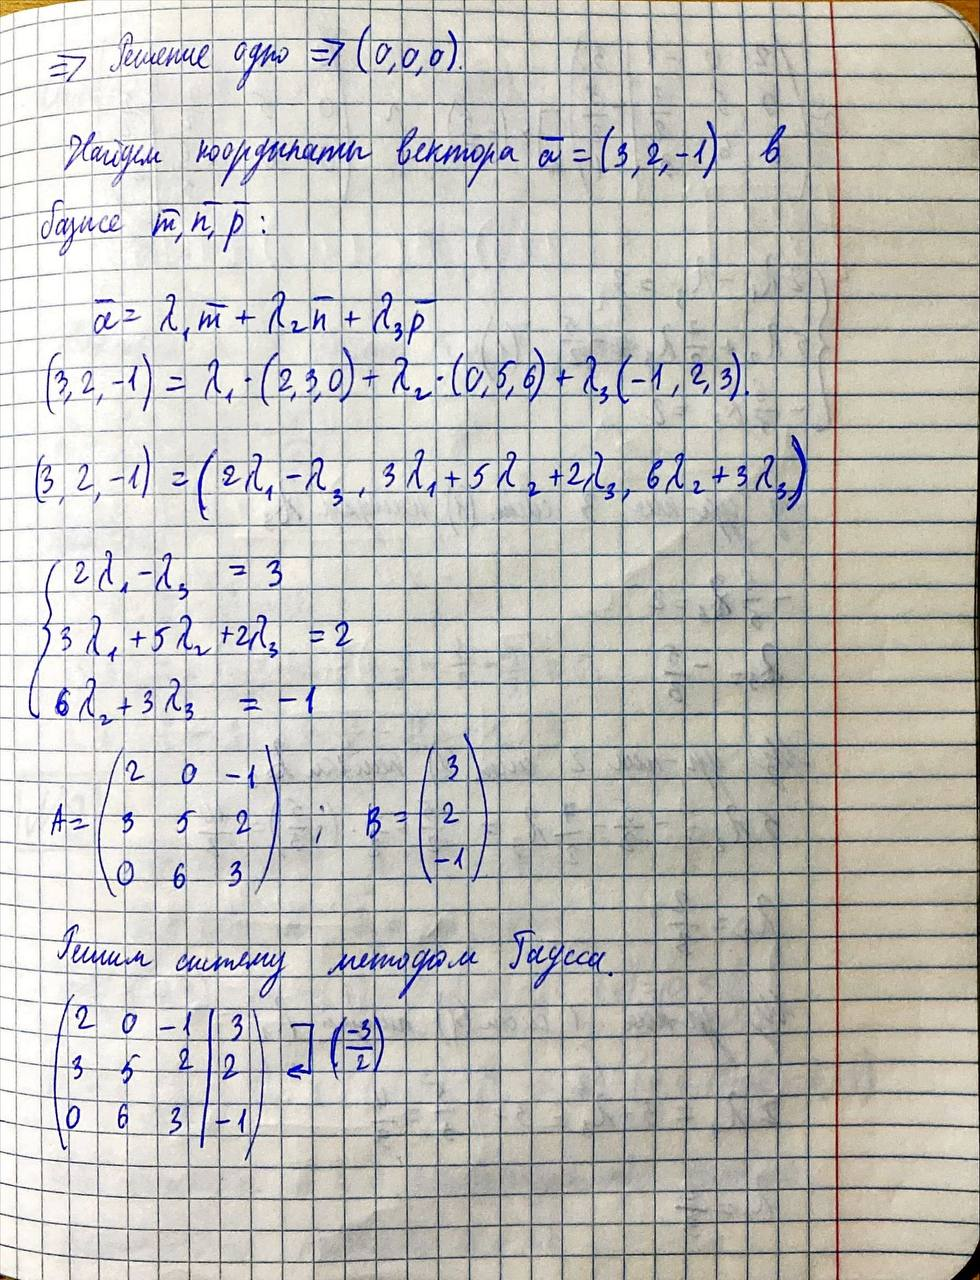 ⇒ Решение одно ⇒ (0,0,0).
Найдем координаты вектора a̅ = (3, 2, -1) в
базисе m̅, n̅, p̅ :
a̅ = λ₁m̅ + λ₂n̅ + λ₃p̅
(3, 2, -1) = λ₁·(2,3,0) + λ₂·(0,5,6) + λ₃(-1,2,3).
(3, 2, -1) = (2λ₁ - λ₃, 3λ₁ + 5λ₂ + 2λ₃, 6λ₂ + 3λ₃)
2λ₁ - λ₃ = 3
3λ₁ + 5λ₂ + 2λ₃ = 2
6λ₂ + 3λ₃ = -1
A = (2 0 -1
3 5 2
0 6 3) ; B = (3
2
-1)
Решим систему методом Гаусса.
(2 0 -1 | 3
3 5 2 | 2
0 6 3 | -1) (-3/2)